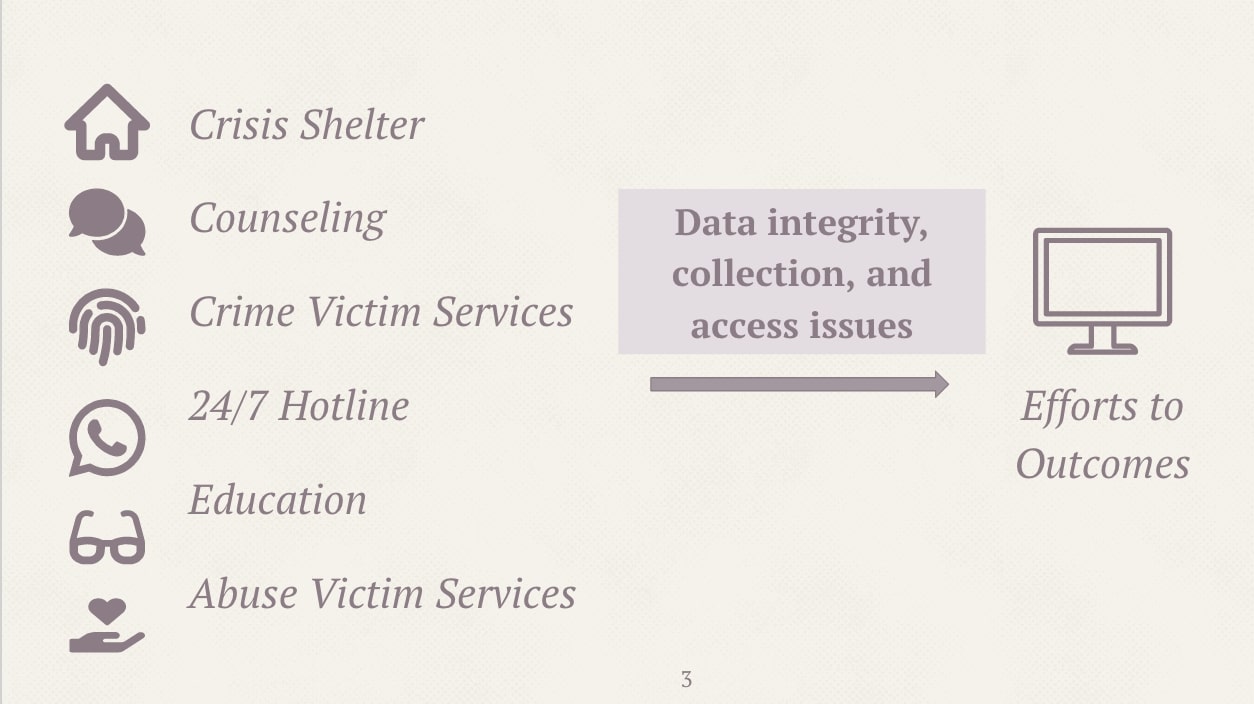 Crisis Shelter
Counseling
Crime Victim Services
24/7 Hotline
Education
Abuse Victim Services
Data integrity,
collection, and
access issues
Efforts to
Outcomes
3